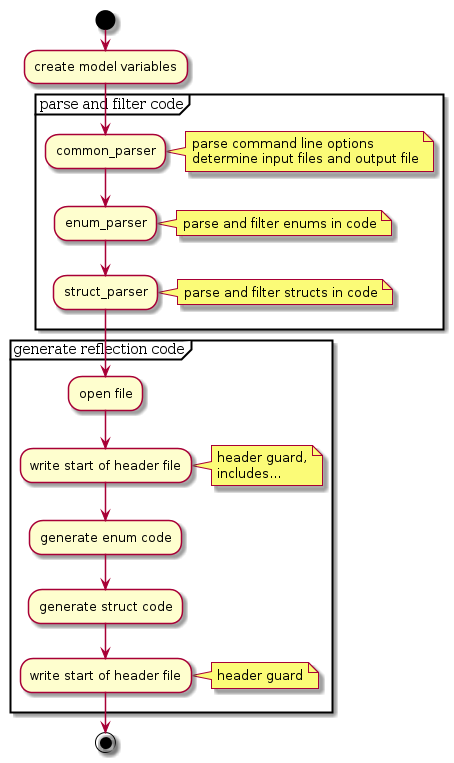 create model variables
parse and filter code
common_parser
parse command line options
determine input files and output file
enum_parser
parse and filter enums in code
struct_parser
parse and filter structs in code
generate reflection code
open file
write start of header file
header guard,
includes...
generate enum code
generate struct code
write start of header file
header guard